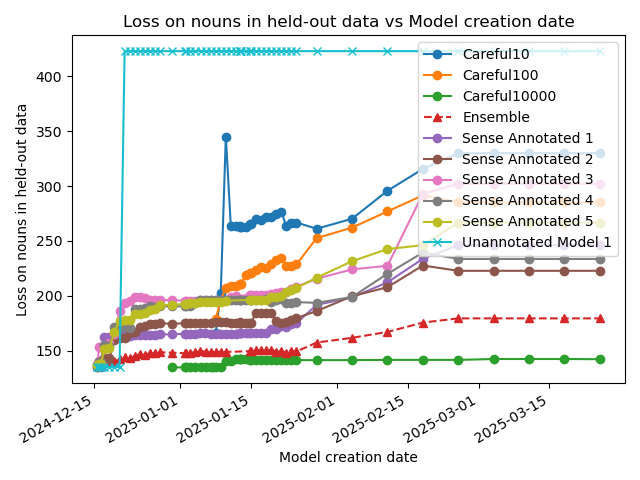 Loss on nouns in held-out data vs Model creation date
Loss on nouns in held-out data
400
350
300
250
200
150
Careful10
Careful100
Careful10000
Ensemble
Sense Annotated 1
Sense Annotated 2
Sense Annotated 3
Sense Annotated 4
Sense Annotated 5
Unannotated Model 1
2024-12-15
2025-01-01
2025-01-15
2025-02-01
2025-02-15
2025-03-01
2025-03-15
Model creation date